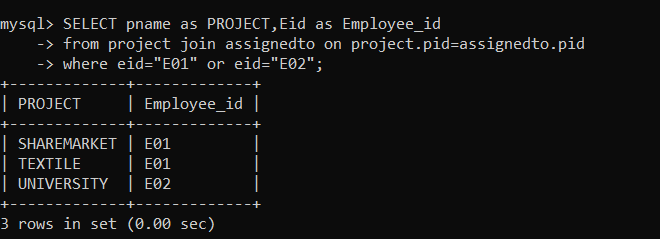 mysql> SELECT pname as PROJECT,Eid as Employee_id
    -> from project join assignedto on project.pid=assignedto.pid
    -> where eid="E01" or eid="E02";
+-------------+-------------+
| PROJECT     | Employee_id |
+-------------+-------------+
| SHAREMARKET | E01         |
| TEXTILE     | E01         |
| UNIVERSITY  | E02         |
+-------------+-------------+
3 rows in set (0.00 sec)